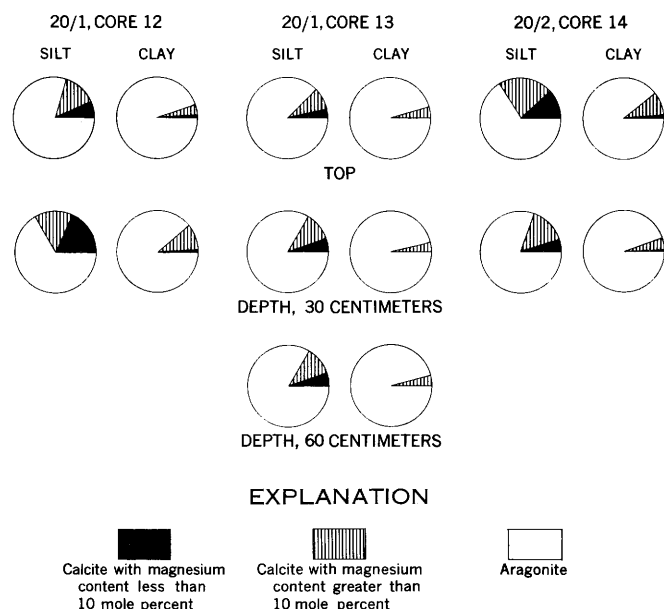 20/1, CORE 12 20/1, CORE 13 20/2, CORE 14
SILT CLAY SILT CLAY SILT CLAY
TOP
DEPTH, 30 CENTIMETERS
DEPTH, 60 CENTIMETERS
EXPLANATION
Calcite with magnesium
content less than
10 mole percent
Calcite with magnesium
content greater than
10 mole percent
Aragonite